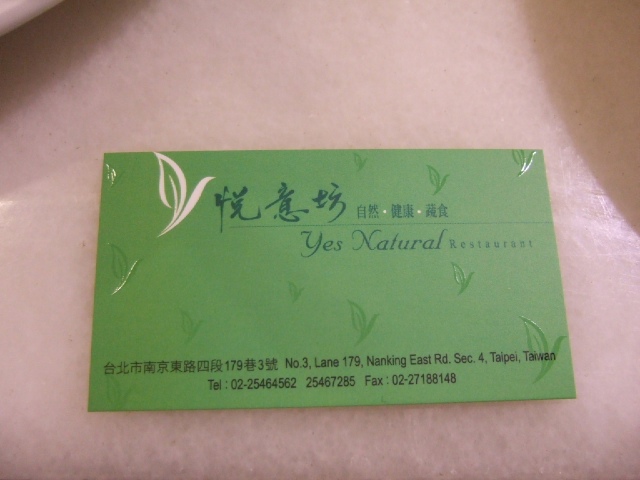 悦意坊 自然·健康·蔬食
Yes Natural Restaurant
台北市南京東路四段179巷3號 No.3, Lane 179, Nanking East Rd. Sec. 4, Taipei, Taiwan
Tel : 02-25464562 25467285 Fax : 02-27188148